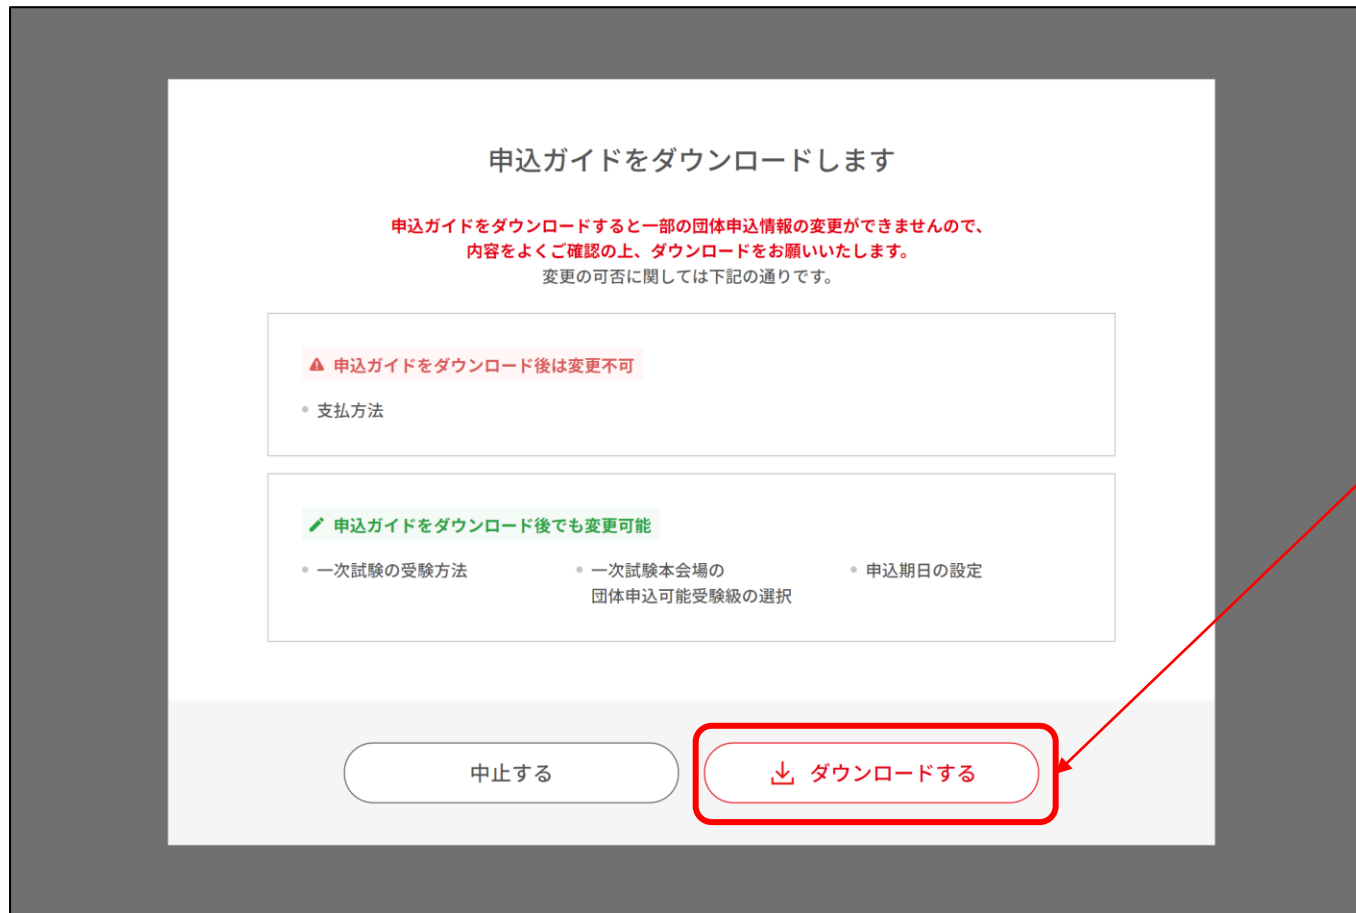 申込ガイドをダウンロードします
申込ガイドをダウンロードすると一部の団体申込情報の変更ができませんので、
内容をよくご確認の上、ダウンロードをお願いいたします。
変更の可否に関しては下記の通りです。
申込ガイドをダウンロード後は変更不可
支払方法
申込ガイドをダウンロード後でも変更可能
一次試験の受験方法
一次試験本会場の
団体申込可能受験級の選択
申込期日の設定
中止する
ダウンロードする